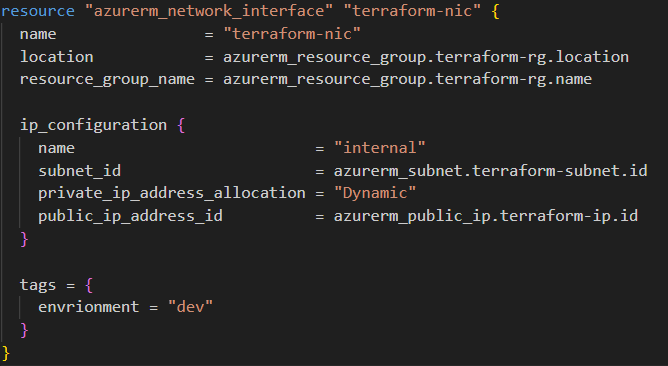 resource "azurerm_network_interface" "terraform-nic" {
  name                = "terraform-nic"
  location            = azurerm_resource_group.terraform-rg.location
  resource_group_name = azurerm_resource_group.terraform-rg.name

  ip_configuration {
    name                          = "internal"
    subnet_id                     = azurerm_subnet.terraform-subnet.id
    private_ip_address_allocation = "Dynamic"
    public_ip_address_id          = azurerm_public_ip.terraform-ip.id
  }

  tags = {
    envrionment = "dev"
  }
}